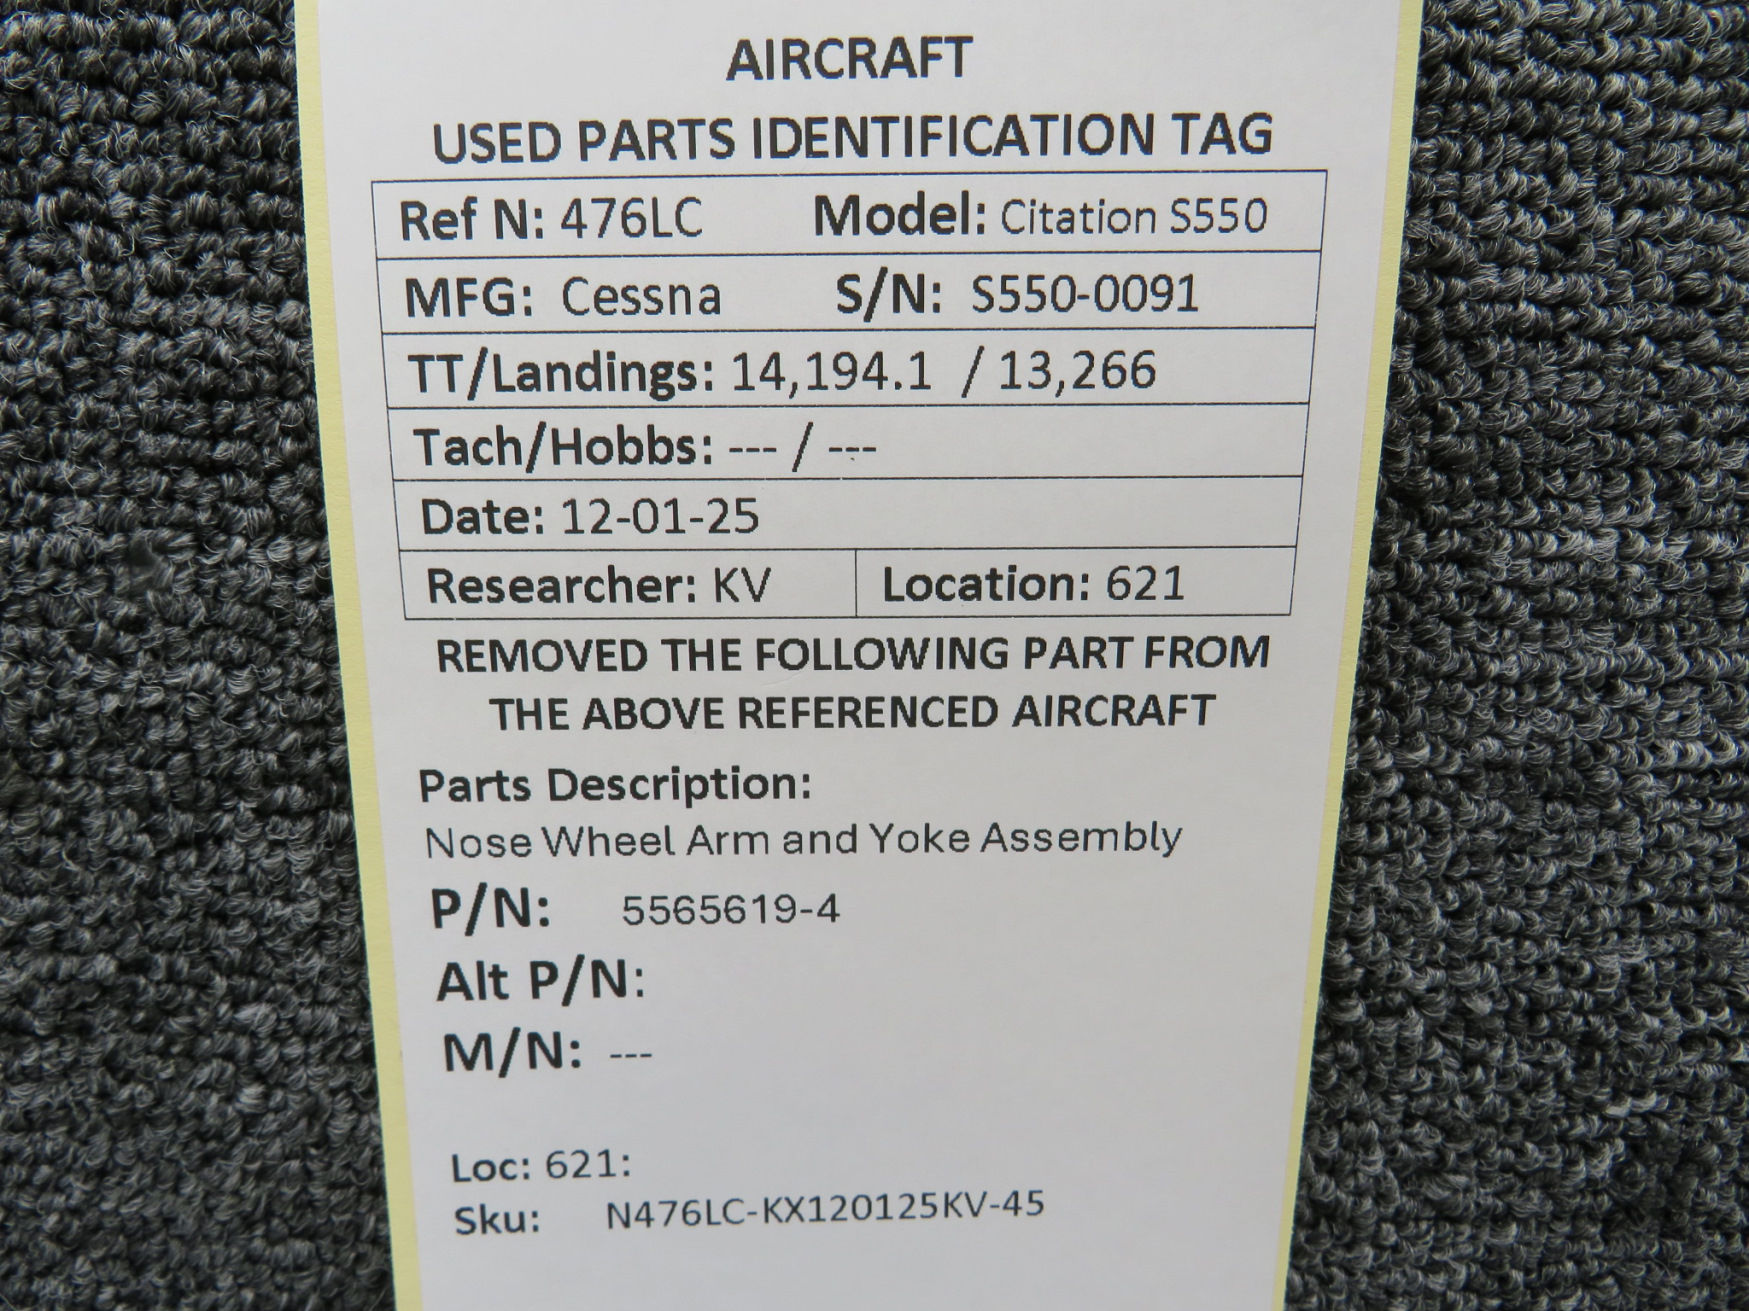 AIRCRAFT
USED PARTS IDENTIFICATION TAG
Ref N: 476LC Model: Citation S550
MFG: Cessna S/N: S550-0091
TT/Landings: 14,194.1 / 13,266
Tach/Hobbs: --- / ---
Date: 12-01-25
Researcher: KV Location: 621
REMOVED THE FOLLOWING PART FROM
THE ABOVE REFERENCED AIRCRAFT
Parts Description:
Nose Wheel Arm and Yoke Assembly
P/N: 5565619-4
Alt P/N:
M/N: ---
Loc: 621:
Sku: N476LC-KX120125KV-45